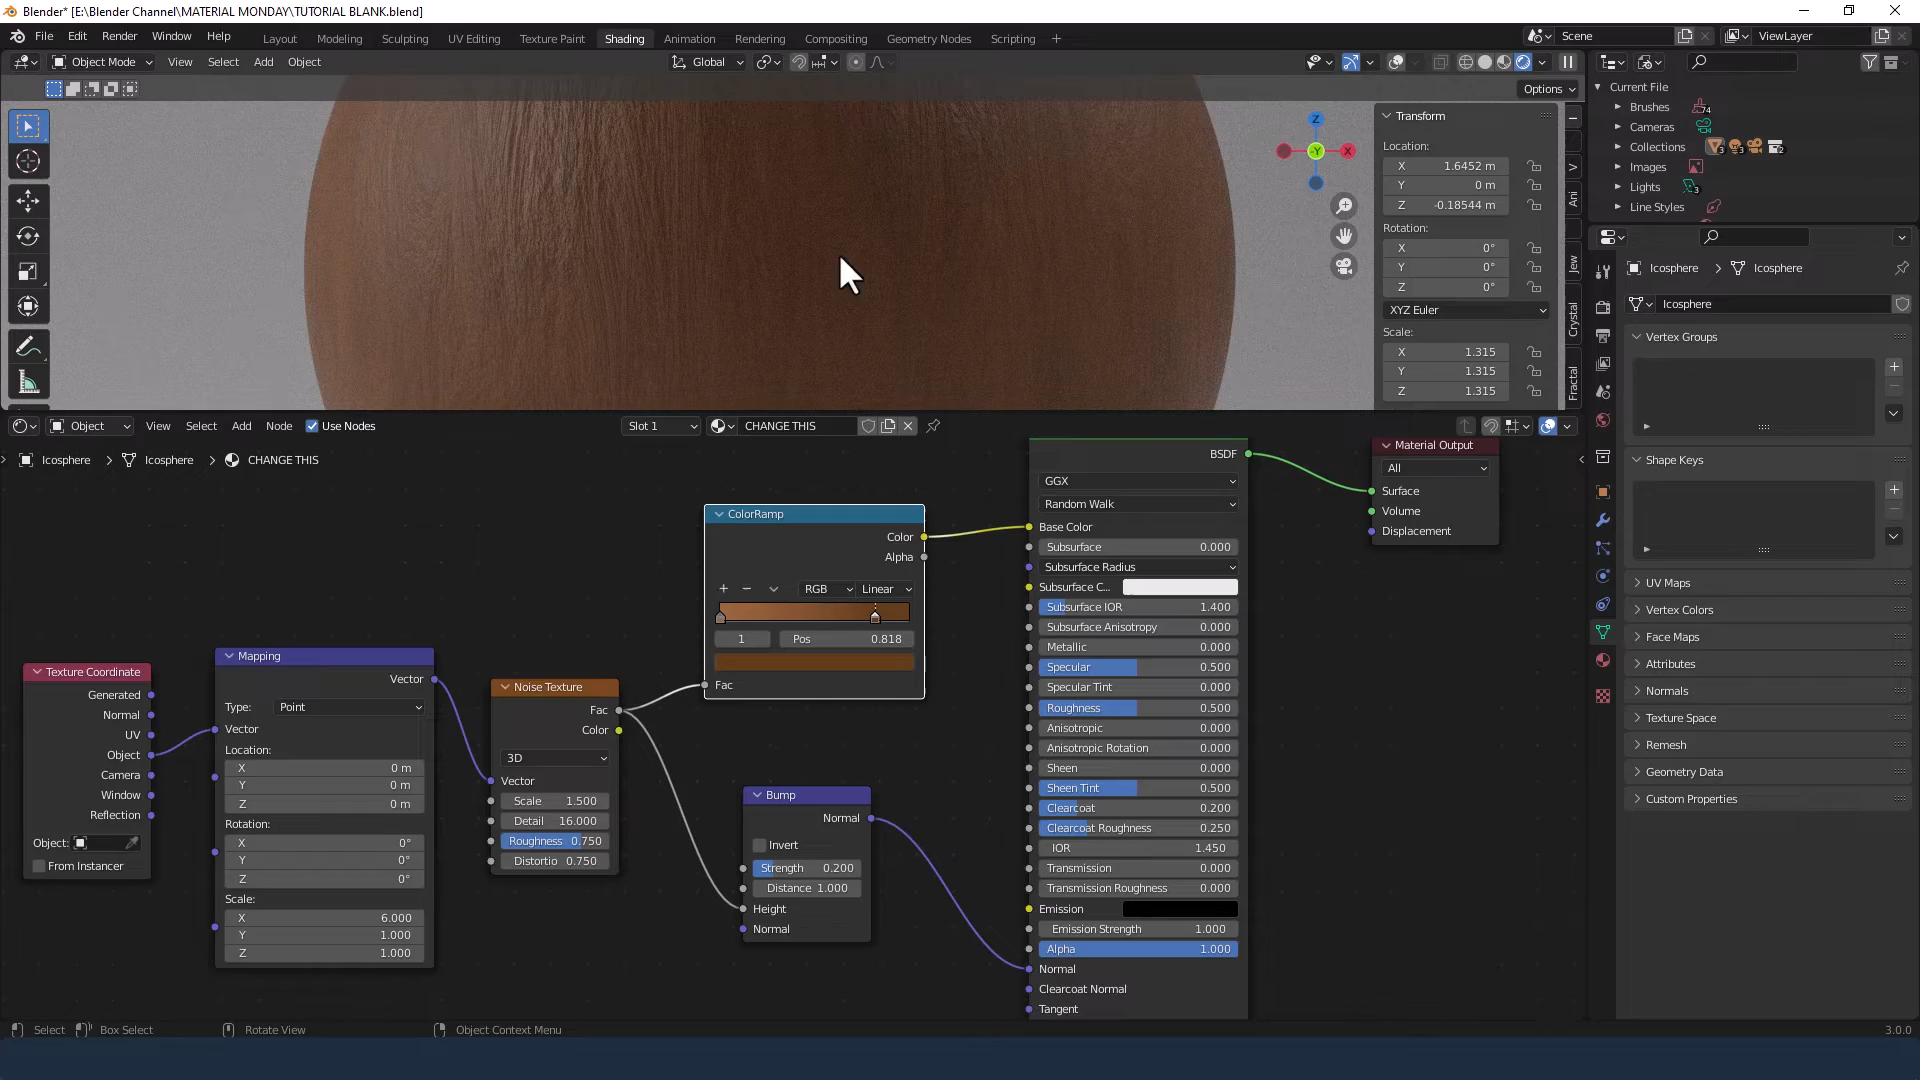 Blender* [E:\Blender Channel\MATERIAL MONDAY\TUTORIAL BLANK.blend]
File Edit Render Window Help Layout Modeling Sculpting UV Editing Texture Paint Shading Animation Rendering Compositing Geometry Nodes Scripting + Scene ViewLayer
Object Mode View Select Add Object Global
Options
Transform
Location:
X 1.6452 m
Y 0 m
Z -0.18544 m
Rotation:
X 0°
Y 0°
Z 0°
XYZ Euler
Scale:
X 1.315
Y 1.315
Z 1.315
Z
-Y
X
V
Ani
Jew
Crystal
Fractal
Current File
Brushes 74
Cameras
Collections 3 3 2
Images
Lights 3
Line Styles
Icosphere > Icosphere
Icosphere
Vertex Groups
Shape Keys
UV Maps
Vertex Colors
Face Maps
Attributes
Normals
Texture Space
Remesh
Geometry Data
Custom Properties
Object View Select Add Node Use Nodes Slot 1 CHANGE THIS
Icosphere > Icosphere > CHANGE THIS
Texture Coordinate
Generated
Normal
UV
Object
Camera
Window
Reflection
Object:
From Instancer
Mapping
Vector
Type: Point
Vector
Location:
X 0 m
Y 0 m
Z 0 m
Rotation:
X 0°
Y 0°
Z 0°
Scale:
X 6.000
Y 1.000
Z 1.000
Noise Texture
Fac
Color
3D
Vector
Scale 1.500
Detail 16.000
Roughness 0.750
Distortio 0.750
ColorRamp
Color
Alpha
+ − RGB Linear
1 Pos 0.818
Fac
Bump
Normal
Invert
Strength 0.200
Distance 1.000
Height
Normal
BSDF
GGX
Random Walk
Base Color
Subsurface 0.000
Subsurface Radius
Subsurface C...
Subsurface IOR 1.400
Subsurface Anisotropy 0.000
Metallic 0.000
Specular 0.500
Specular Tint 0.000
Roughness 0.500
Anisotropic 0.000
Anisotropic Rotation 0.000
Sheen 0.000
Sheen Tint 0.500
Clearcoat 0.200
Clearcoat Roughness 0.250
IOR 1.450
Transmission 0.000
Transmission Roughness 0.000
Emission
Emission Strength 1.000
Alpha 1.000
Normal
Clearcoat Normal
Tangent
Material Output
All
Surface
Volume
Displacement
Select Box Select Rotate View Object Context Menu 3.0.0